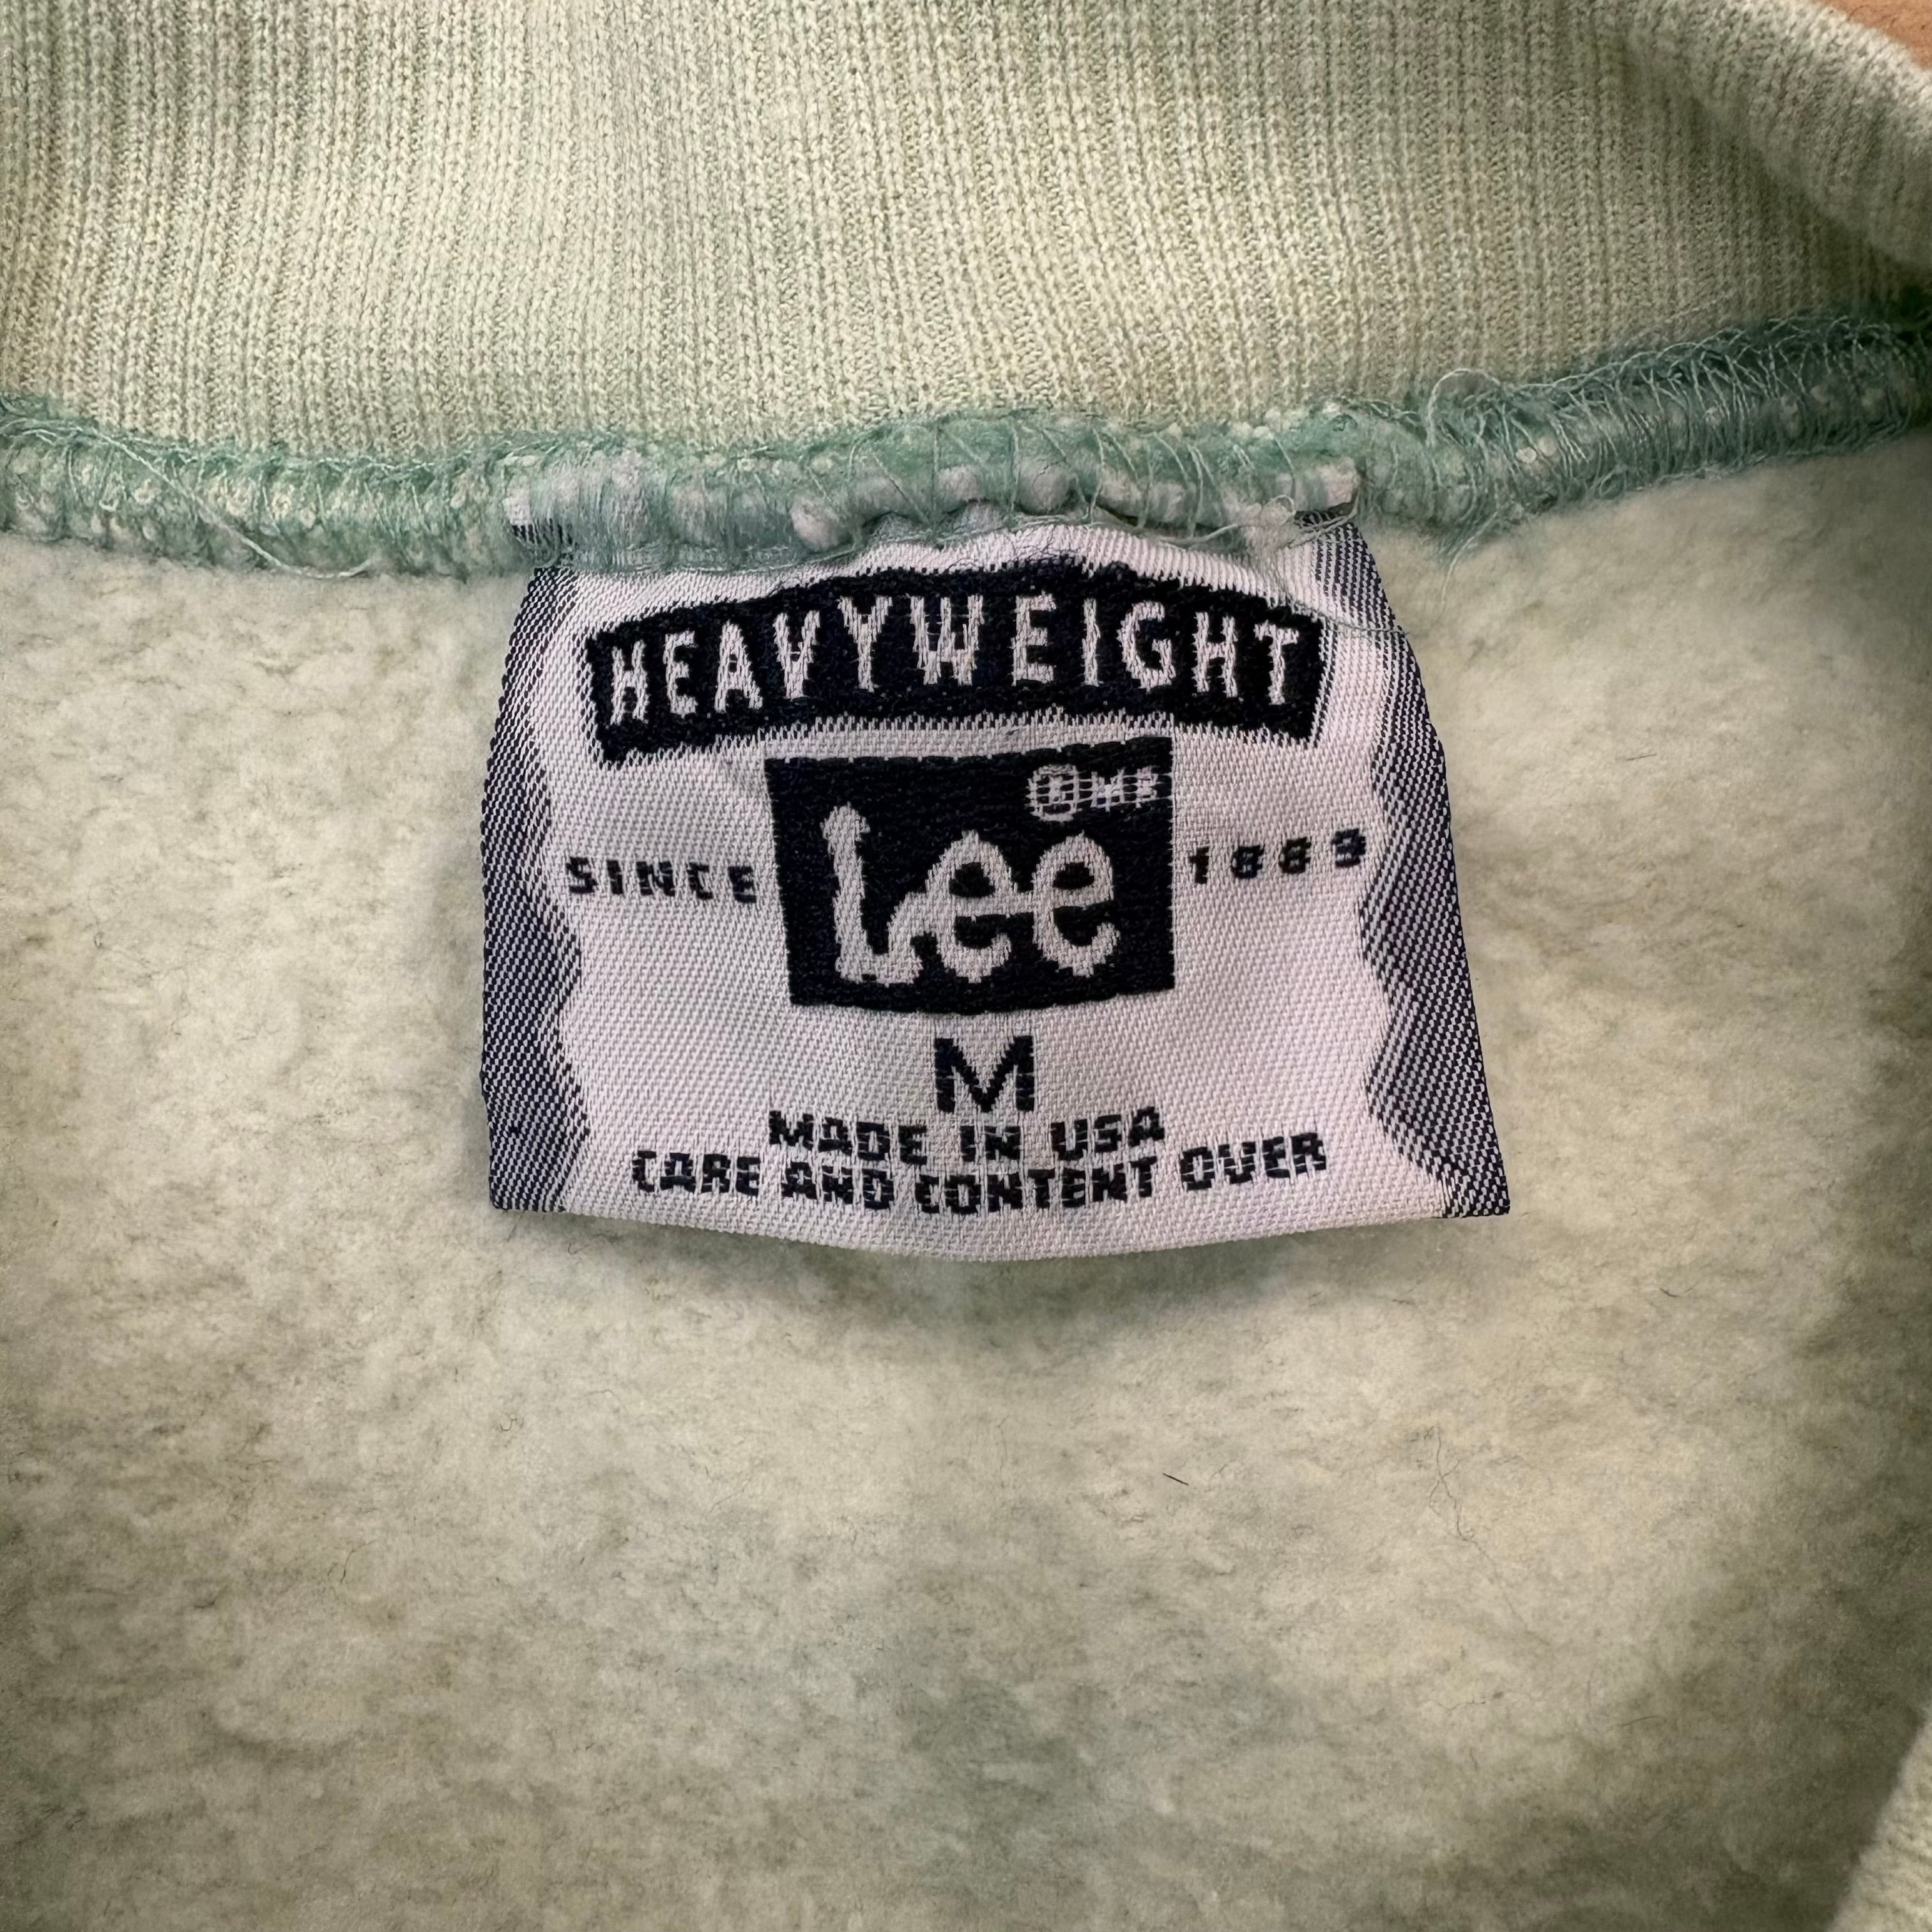 HEAVYWEIGHT
Lee
SINCE 1889
M
MADE IN USA
CARE AND CONTENT OVER